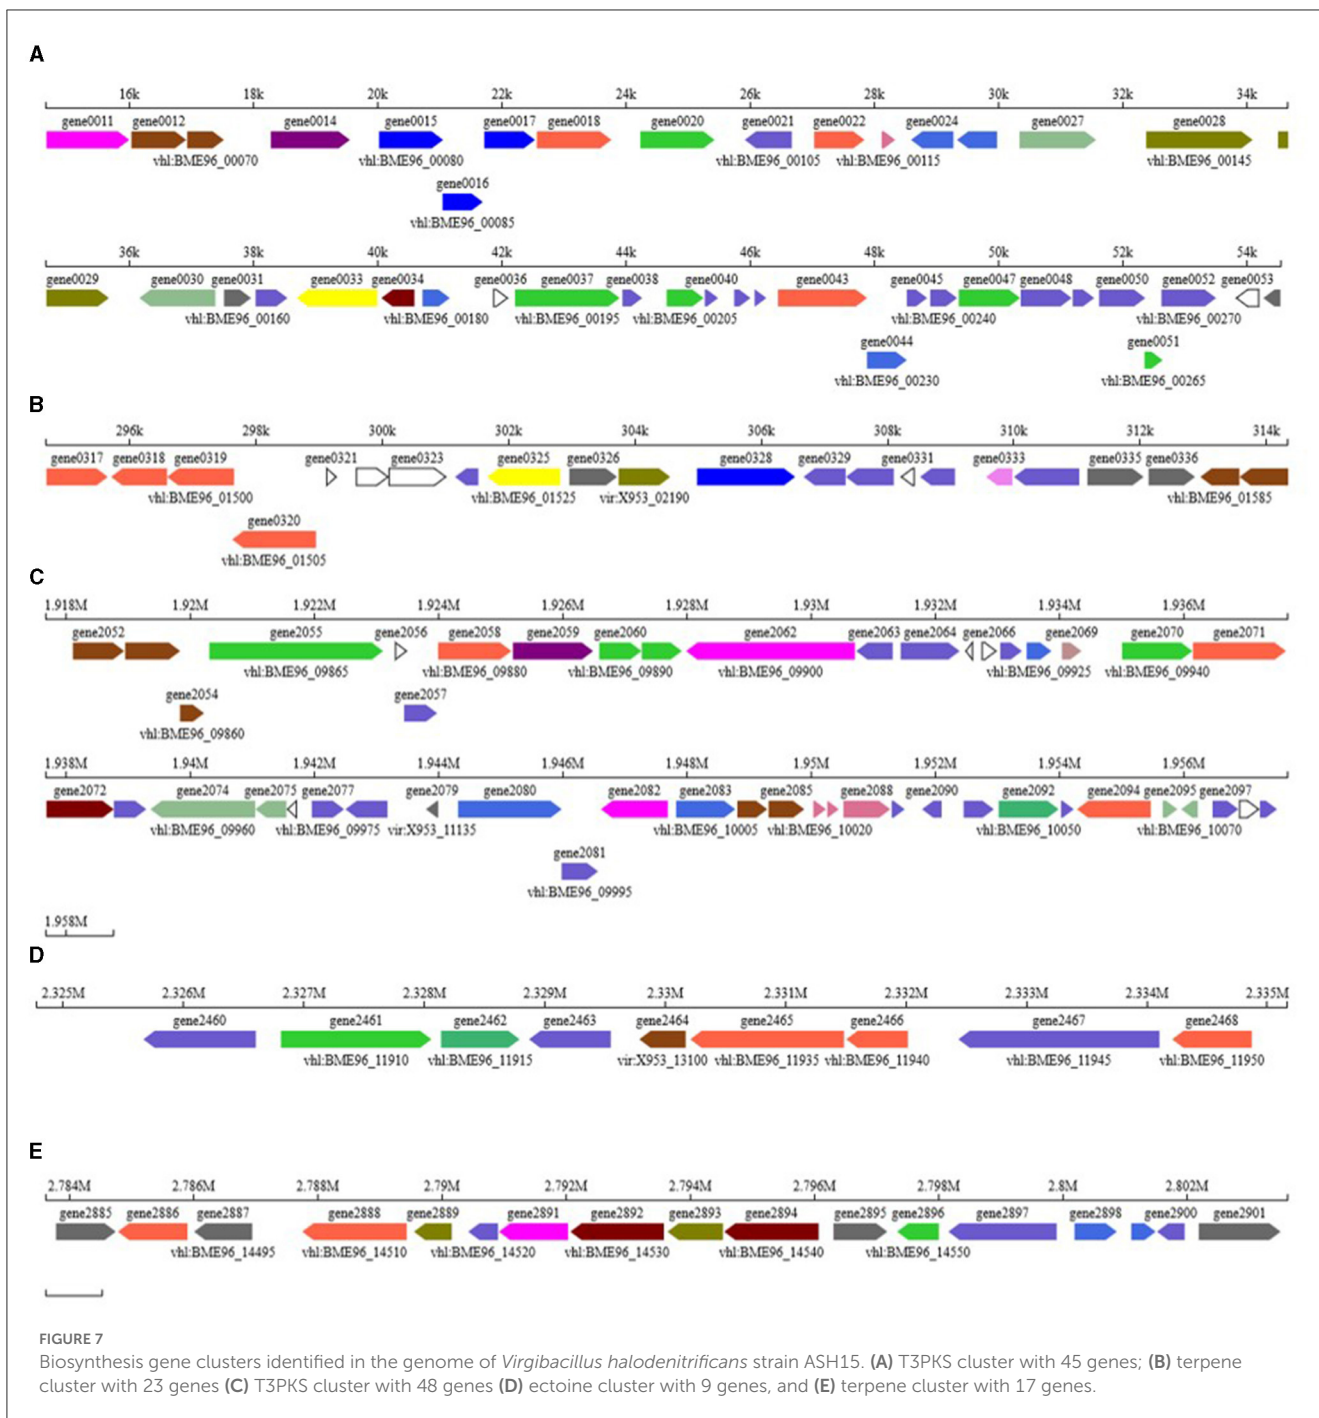 A
16k 18k 20k 22k 24k 26k 28k 30k 32k 34k
gene0011 gene0012 gene0014 gene0015 gene0017 gene0018 gene0020 gene0021 gene0022 gene0024 gene0027 gene0028
vhl:BME96_00070 vhl:BME96_00080 vhl:BME96_00105 vhl:BME96_00115 vhl:BME96_00145
gene0016
vhl:BME96_00085
36k 38k 40k 42k 44k 46k 48k 50k 52k 54k
gene0029 gene0030 gene0031 gene0033 gene0034 gene0036 gene0037 gene0038 gene0040 gene0043 gene0045 gene0047 gene0048 gene0050 gene0052 gene0053
vhl:BME96_00160 vhl:BME96_00180 vhl:BME96_00195 vhl:BME96_00205 vhl:BME96_00240 vhl:BME96_00270
gene0044 gene0051
vhl:BME96_00230 vhl:BME96_00265
B
296k 298k 300k 302k 304k 306k 308k 310k 312k 314k
gene0317 gene0318 gene0319 gene0321 gene0323 gene0325 gene0326 gene0328 gene0329 gene0331 gene0333 gene0335 gene0336
vhl:BME96_01500 vhl:BME96_01525 vir:X953_02190 vhl:BME96_01585
gene0320
vhl:BME96_01505
C
1.918M 1.92M 1.922M 1.924M 1.926M 1.928M 1.93M 1.932M 1.934M 1.936M
gene2052 gene2055 gene2056 gene2058 gene2059 gene2060 gene2062 gene2063 gene2064 gene2066 gene2069 gene2070 gene2071
vhl:BME96_09865 vhl:BME96_09880 vhl:BME96_09890 vhl:BME96_09900 vhl:BME96_09925 vhl:BME96_09940
gene2054 gene2057
vhl:BME96_09860
1.938M 1.94M 1.942M 1.944M 1.946M 1.948M 1.95M 1.952M 1.954M 1.956M
gene2072 gene2074 gene2075 gene2077 gene2079 gene2080 gene2082 gene2083 gene2085 gene2088 gene2090 gene2092 gene2094 gene2095 gene2097
vhl:BME96_09960 vhl:BME96_09975 vir:X953_11135 vhl:BME96_10005 vhl:BME96_10020 vhl:BME96_10050 vhl:BME96_10070
gene2081
vhl:BME96_09995
1.958M
D
2.325M 2.326M 2.327M 2.328M 2.329M 2.33M 2.331M 2.332M 2.333M 2.334M 2.335M
gene2460 gene2461 gene2462 gene2463 gene2464 gene2465 gene2466 gene2467 gene2468
vhl:BME96_11910 vhl:BME96_11915 vir:X953_13100 vhl:BME96_11935 vhl:BME96_11940 vhl:BME96_11945 vhl:BME96_11950
E
2.784M 2.786M 2.788M 2.79M 2.792M 2.794M 2.796M 2.798M 2.8M 2.802M
gene2885 gene2886 gene2887 gene2888 gene2889 gene2891 gene2892 gene2893 gene2894 gene2895 gene2896 gene2897 gene2898 gene2900 gene2901
vhl:BME96_14495 vhl:BME96_14510 vhl:BME96_14520 vhl:BME96_14530 vhl:BME96_14540 vhl:BME96_14550
FIGURE 7
Biosynthesis gene clusters identified in the genome of Virgibacillus halodenitrificans strain ASH15. (A) T3PKS cluster with 45 genes; (B) terpene
cluster with 23 genes (C) T3PKS cluster with 48 genes (D) ectoine cluster with 9 genes, and (E) terpene cluster with 17 genes.